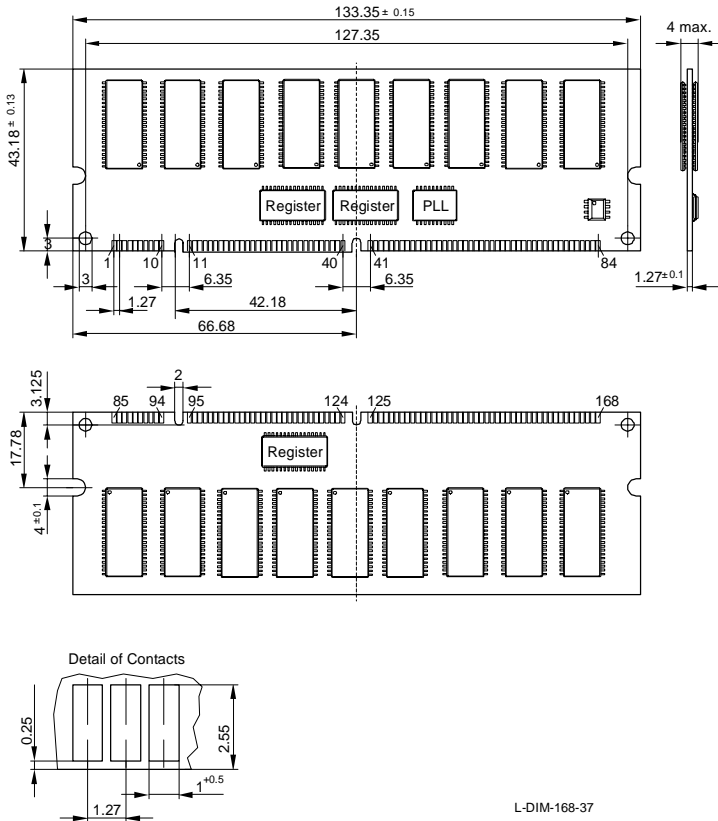 133.35 ± 0.15
127.35
4 max.
43.18 ± 0.13
Register Register PLL
3
1 10 11 40 41 84
3 6.35 6.35
1.27 42.18
66.68
1.27 ±0.1
2
3.125
85 94 95 124 125 168
17.78
Register
4 ±0.1
Detail of Contacts
0.25
2.55
1 +0.5
1.27
L-DIM-168-37